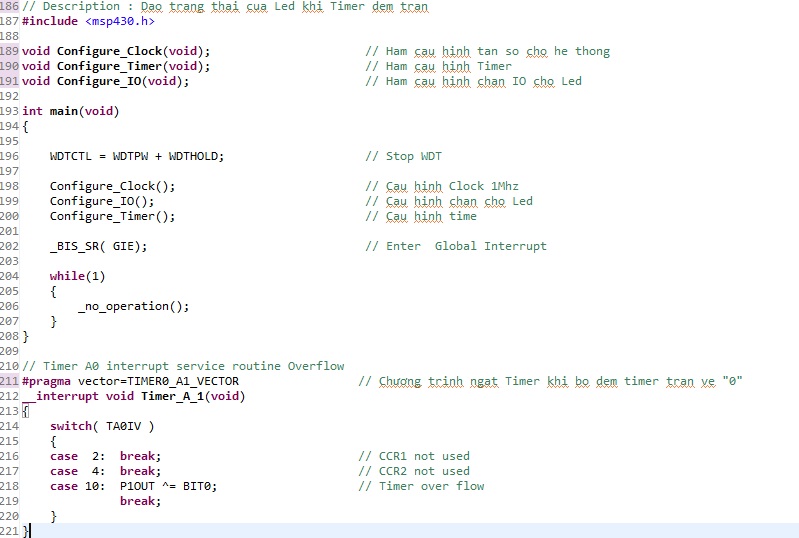 186 // Description : Dao trang thai cua Led khi Timer dem tran
187 #include <msp430.h>
188
189 void Configure_Clock(void); // Ham cau hinh tan so cho he thong
190 void Configure_Timer(void); // Ham cau hinh Timer
191 void Configure_IO(void); // Ham cau hinh chan IO cho Led
192
193 int main(void)
194 {
195
196 WDTCTL = WDTPW + WDTHOLD; // Stop WDT
197
198 Configure_Clock(); // Cau hinh Clock 1Mhz
199 Configure_IO(); // Cau hinh chan cho Led
200 Configure_Timer(); // Cau hinh time
201
202 _BIS_SR( GIE); // Enter  Global Interrupt
203
204 while(1)
205 {
206 _no_operation();
207 }
208 }
209
210 // Timer A0 interrupt service routine Overflow
211 #pragma vector=TIMER0_A1_VECTOR // Chương trinh ngat Timer khi bo dem timer tran ve "0"
212 __interrupt void Timer_A_1(void)
213 {
214 switch( TA0IV )
215 {
216 case  2:  break; // CCR1 not used
217 case  4:  break; // CCR2 not used
218 case 10:  P1OUT ^= BIT0; // Timer over flow
219 break;
220 }
221 }